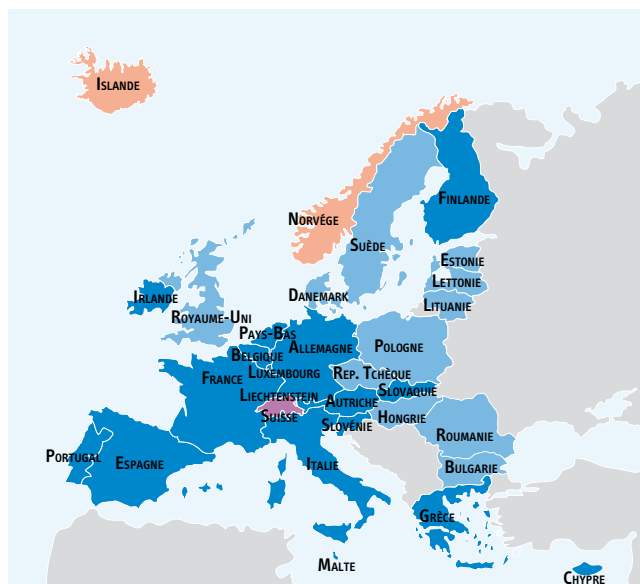 Islande
Finlande
Norvége
Suède
Estonie
Lettonie
Lituanie
Danemark
Irlande
Royaume-Uni
Pays-Bas
Allemagne
Pologne
Belgique
Luxembourg
Rep. Tchèque
France
Slovaquie
Liechtenstein
Autriche
Suisse
Hongrie
Slovénie
Roumanie
Portugal
Espagne
Italie
Bulgarie
Grèce
Malte
Chypre